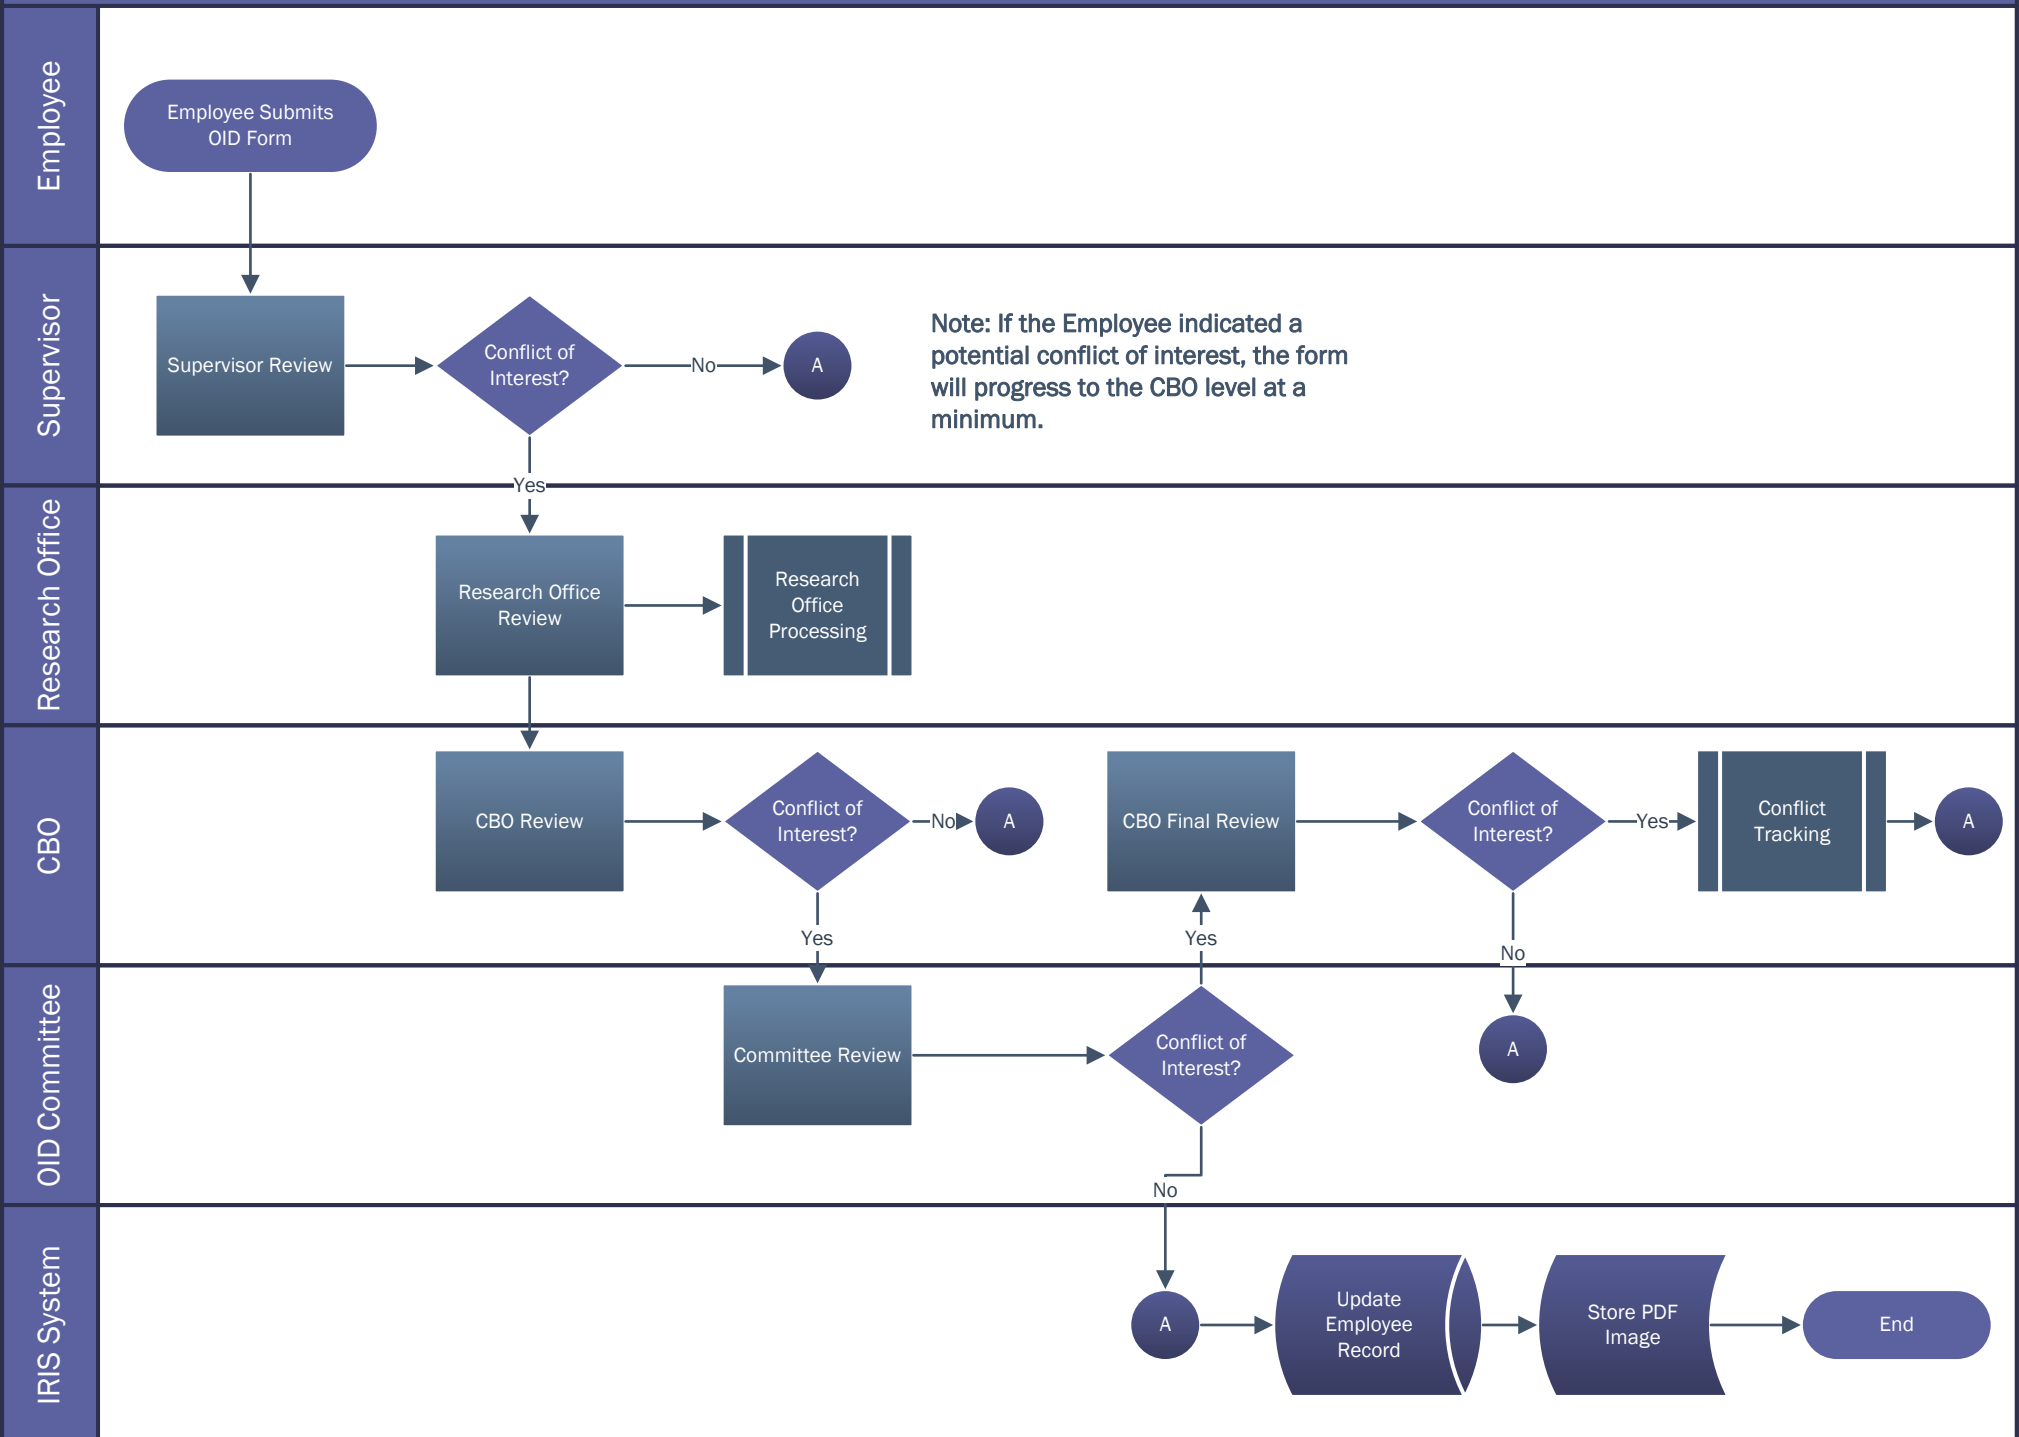 Employee
Employee Submits
OID Form
Supervisor
Supervisor Review
Conflict of
Interest?
No
A
Note: If the Employee indicated a
potential conflict of interest, the form
will progress to the CBO level at a
minimum.
Yes
Research Office
Research Office
Review
Research
Office
Processing
CBO
CBO Review
Conflict of
Interest?
No
A
CBO Final Review
Conflict of
Interest?
Yes
Conflict
Tracking
A
Yes
Yes
No
OID Committee
Committee Review
Conflict of
Interest?
A
No
IRIS System
A
Update
Employee
Record
Store PDF
Image
End